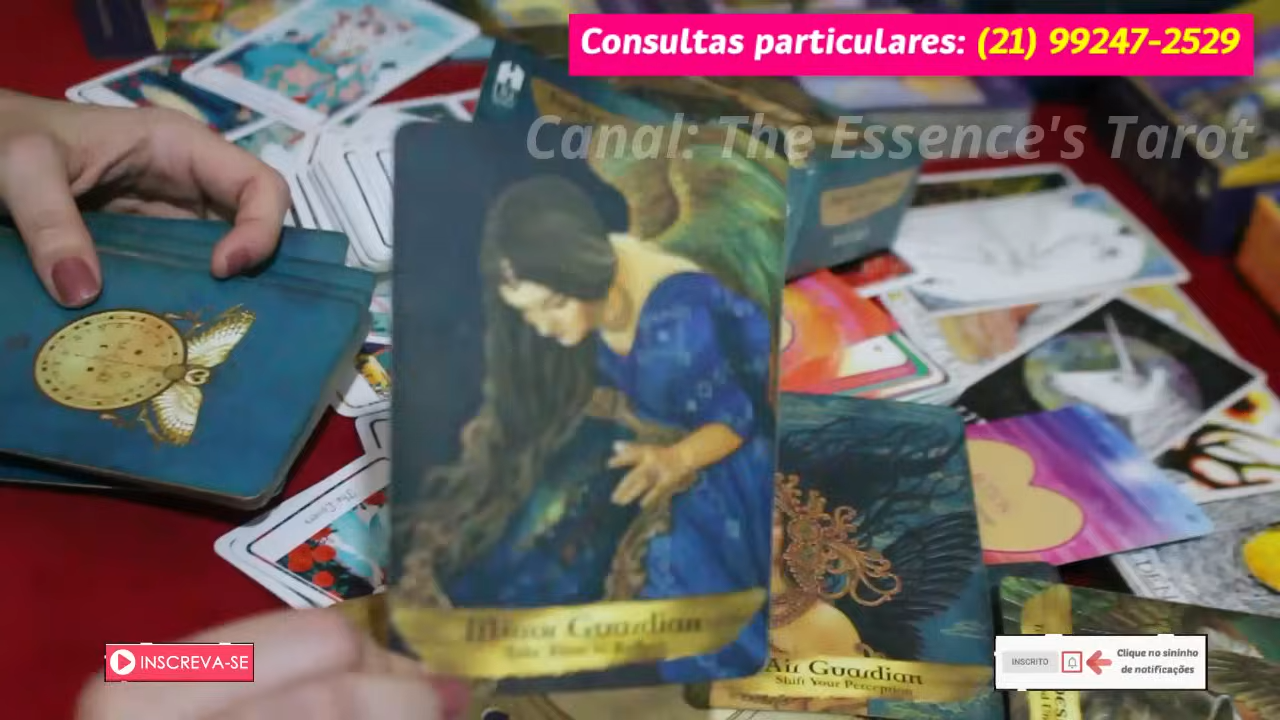 Consultas particulares: (21) 99247-2529
Canal: The Essence's Tarot
Mirror Guardian
Air Guardian
Shift Your Perception
INSCREVA-SE
INSCRITO
Clique no sininho
de notificações